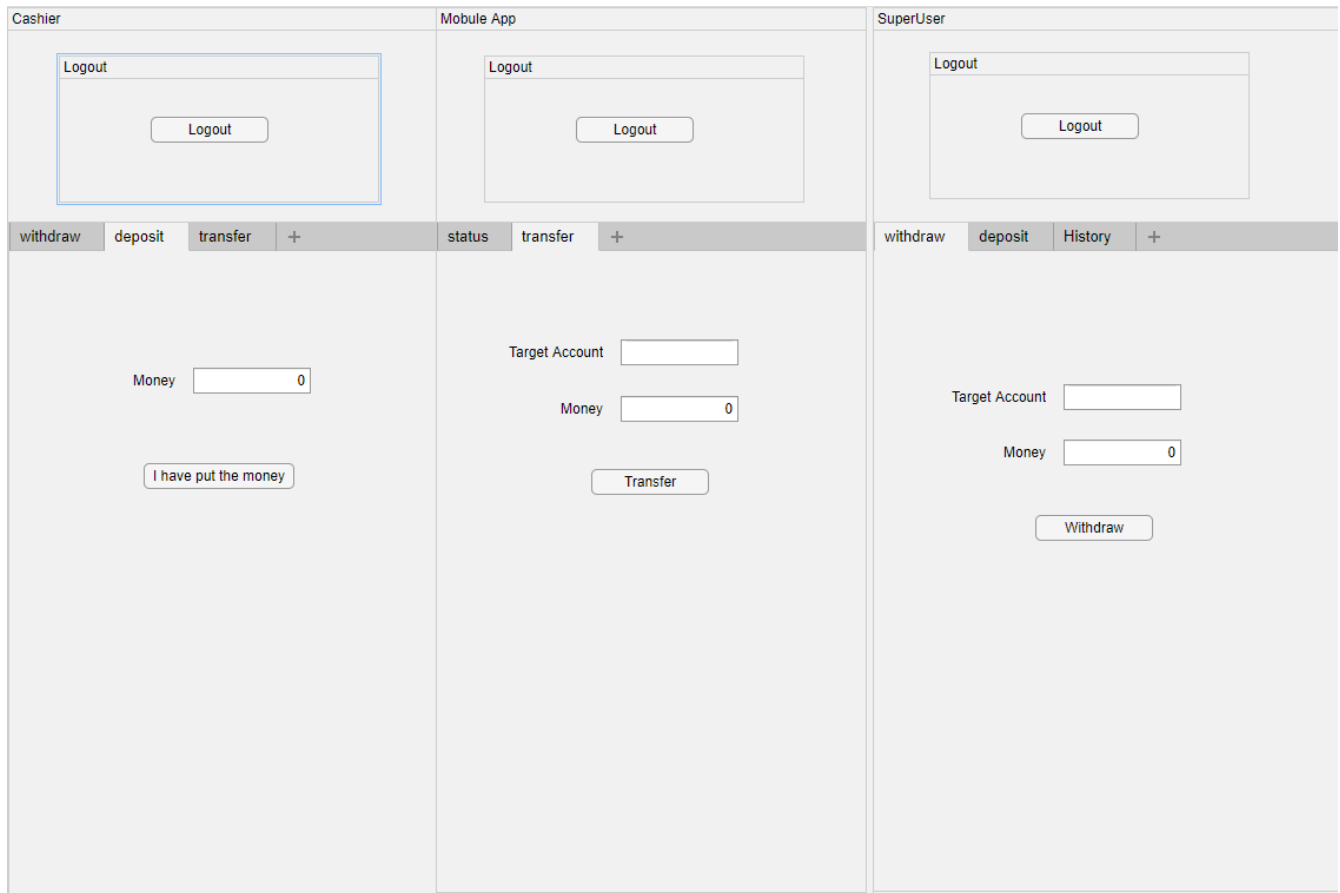 Cashier
Logout
Logout
withdraw deposit transfer +
Money 0
I have put the money
Mobule App
Logout
Logout
status transfer +
Target Account
Money 0
Transfer
SuperUser
Logout
Logout
withdraw deposit History +
Target Account
Money 0
Withdraw